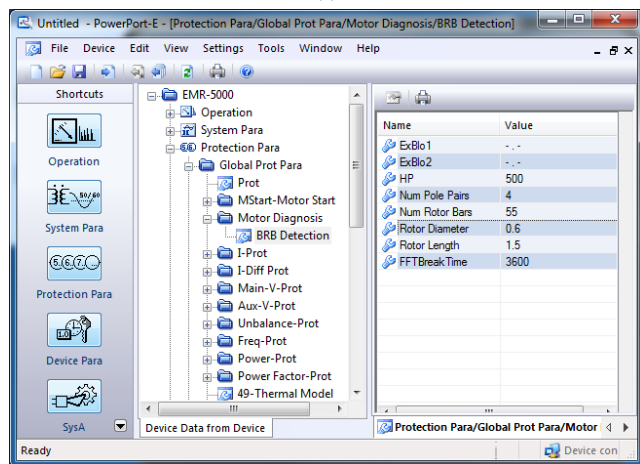 Untitled - PowerPort-E - [Protection Para/Global Prot Para/Motor Diagnosis/BRB Detection]
File Device Edit View Settings Tools Window Help
Shortcuts
Operation
System Para
Protection Para
Device Para
SysA
EMR-5000
Operation
System Para
Protection Para
Global Prot Para
Prot
MStart-Motor Start
Motor Diagnosis
BRB Detection
I-Prot
I-Diff Prot
Main-V-Prot
Aux-V-Prot
Unbalance-Prot
Freq-Prot
Power-Prot
Power Factor-Prot
49-Thermal Model
Device Data from Device
Name Value
ExBlo1 -.-
ExBlo2 -.-
HP 500
Num Pole Pairs 4
Num Rotor Bars 55
Rotor Diameter 0.6
Rotor Length 1.5
FFTBreakTime 3600
Protection Para/Global Prot Para/Motor
Ready
Device con